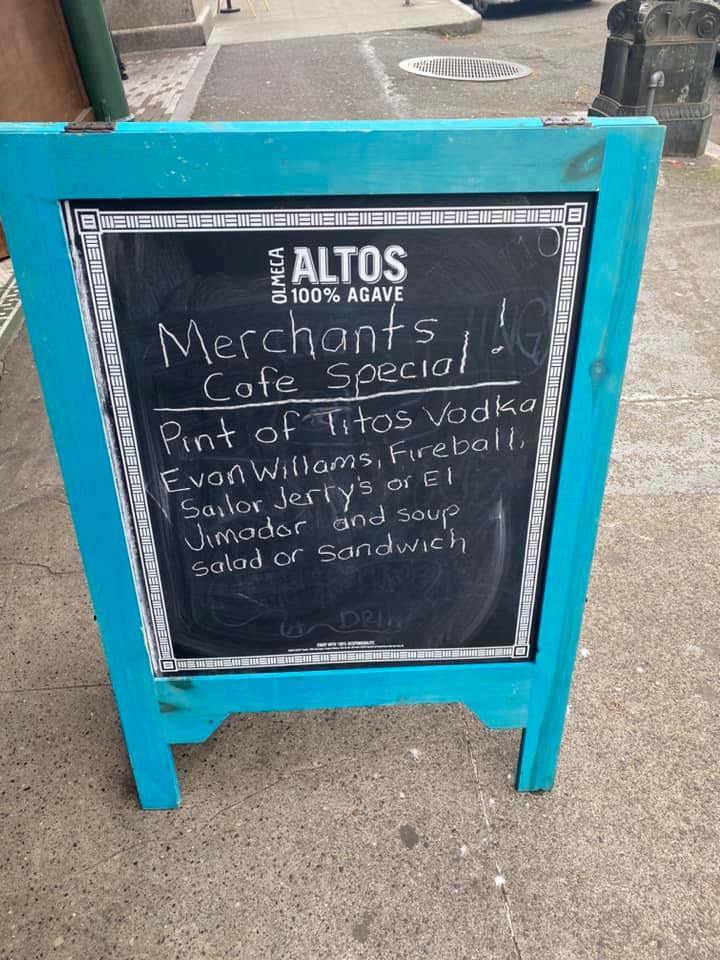 OLMECA
ALTOS
100% AGAVE
Merchants !
Cafe Special
Pint of Titos Vodka
Evan Willams, Fireball,
Sailor Jerry's or El
Jimador and soup
salad or sandwich